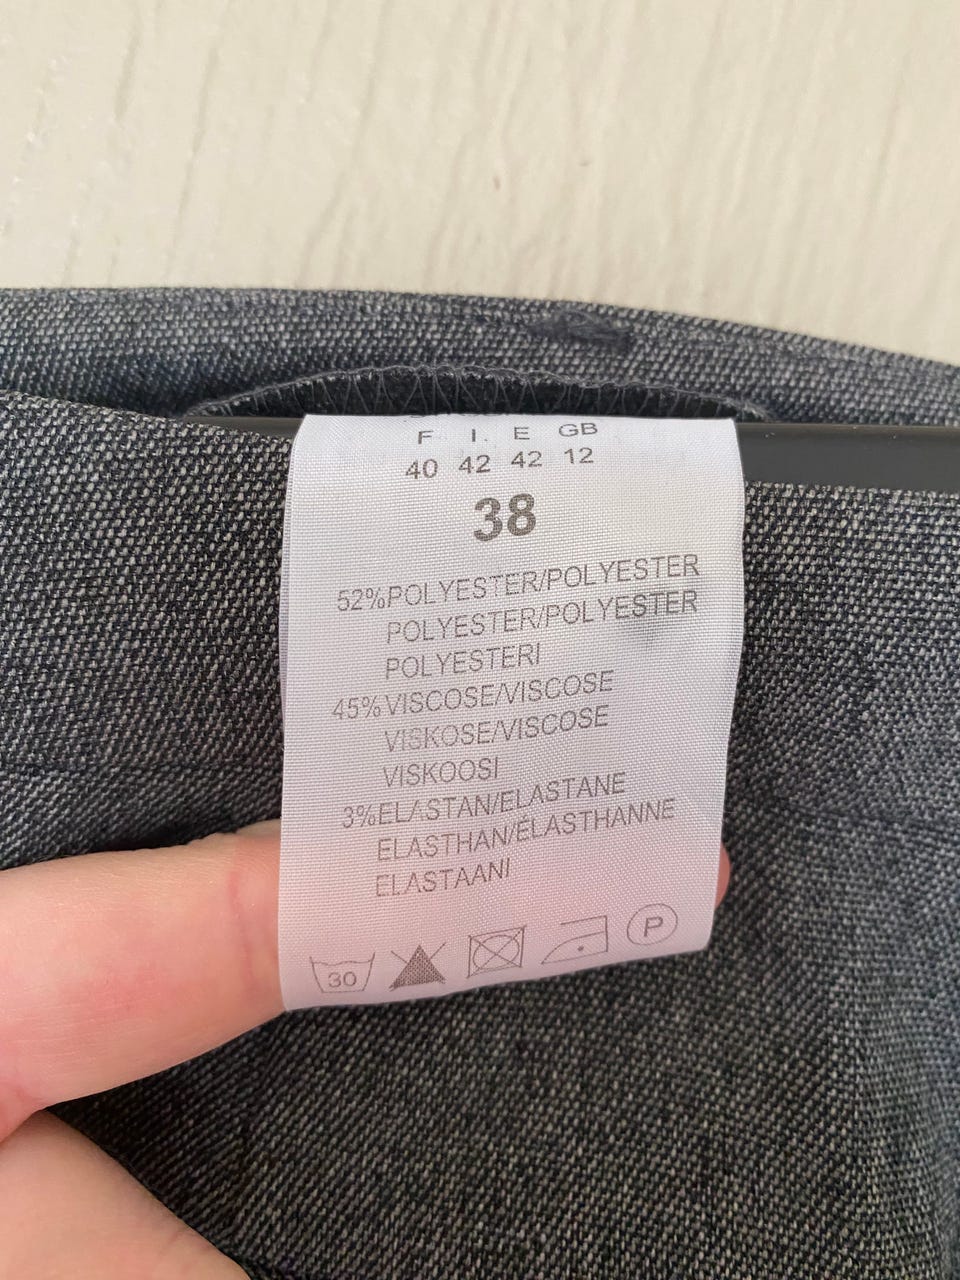 F I. E GB
40 42 42 12
38
52%POLYESTER/POLYESTER
POLYESTER/POLYESTER
POLYESTERI
45%VISCOSE/VISCOSE
VISKOSE/VISCOSE
VISKOOSI
3%ELASTAN/ELASTANE
ELASTHAN/ÉLASTHANNE
ELASTAANI
30 P